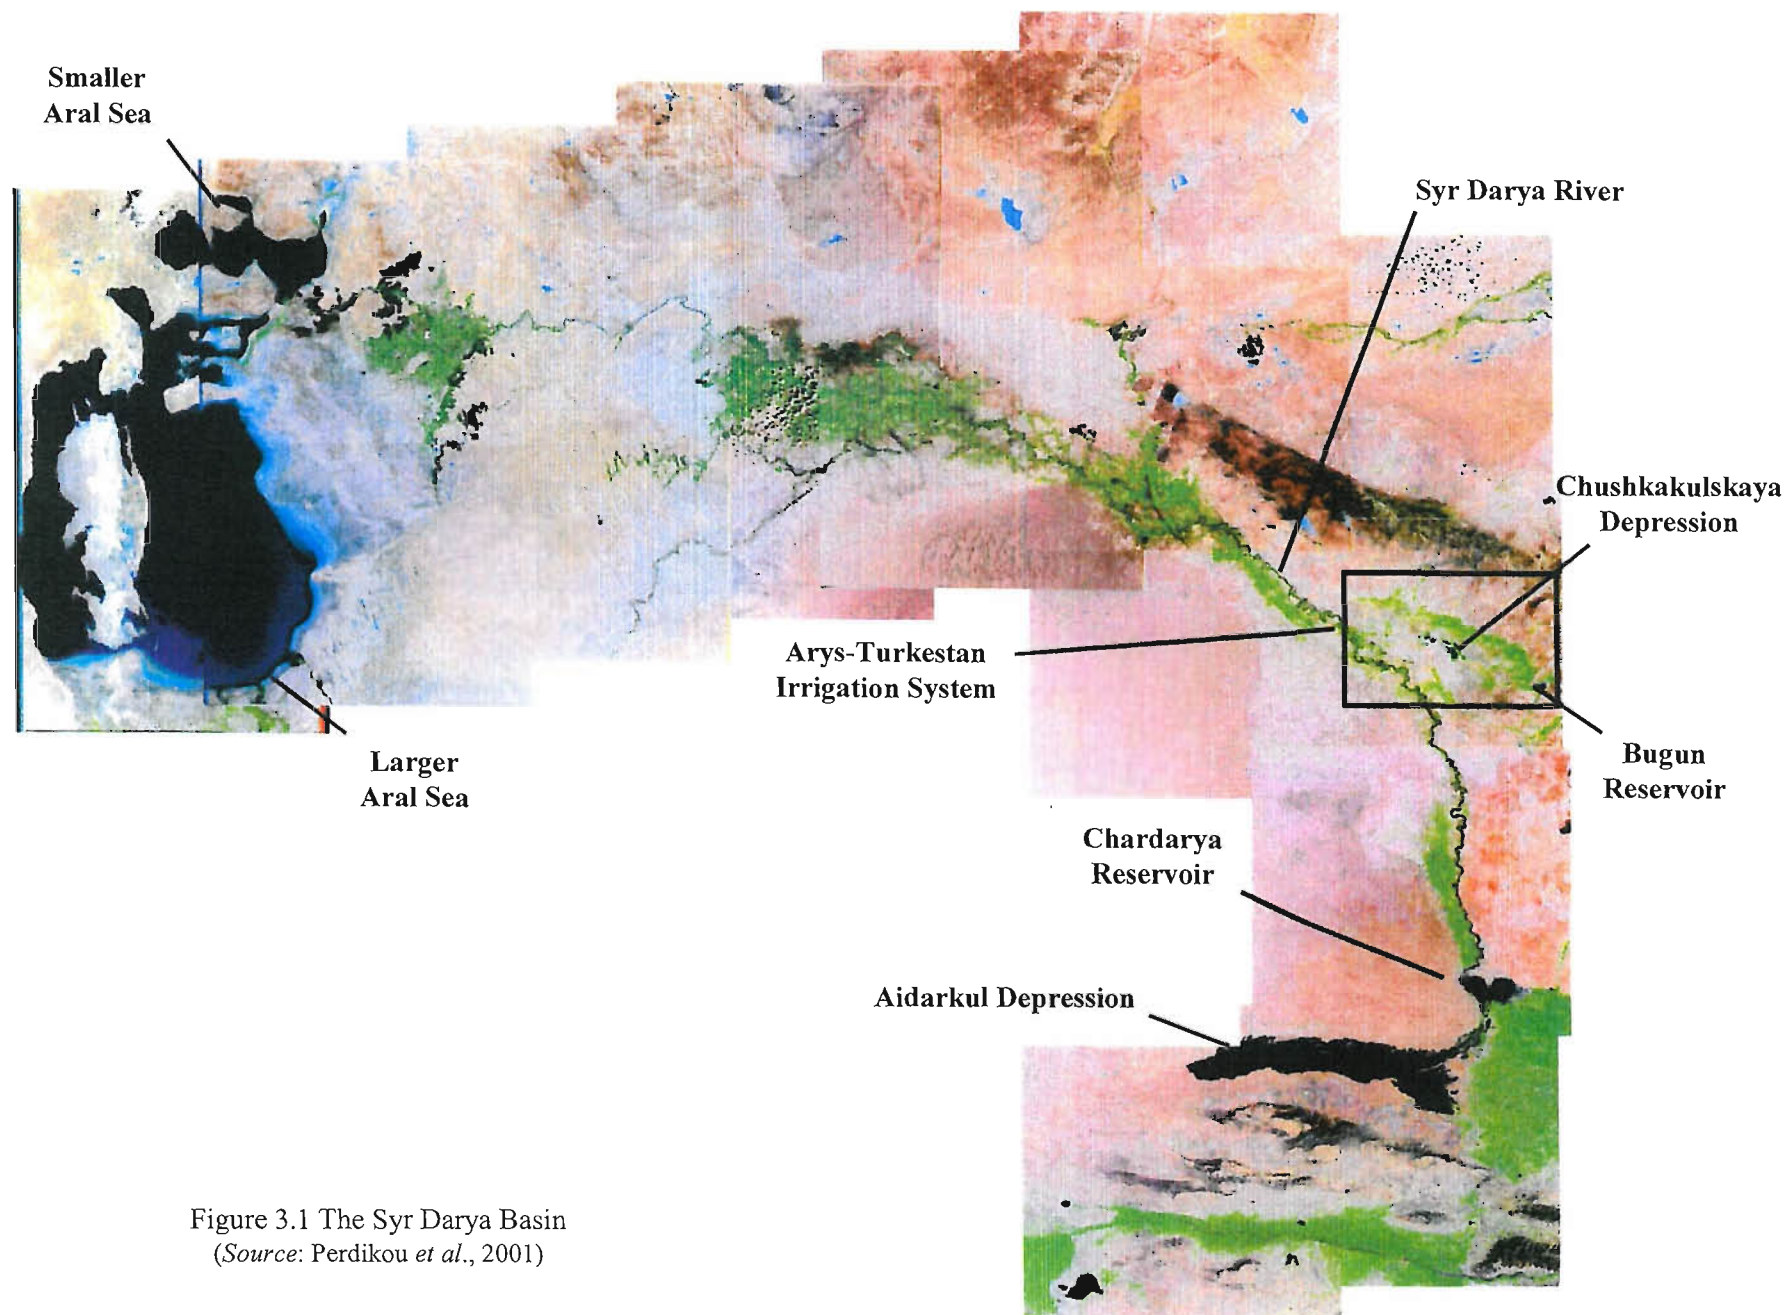 Smaller
Aral Sea
Syr Darya River
Chushkakulskaya
Depression
Arys-Turkestan
Irrigation System
Larger
Aral Sea
Bugun
Reservoir
Chardarya
Reservoir
Aidarkul Depression
Figure 3.1 The Syr Darya Basin
(Source: Perdikou et al., 2001)